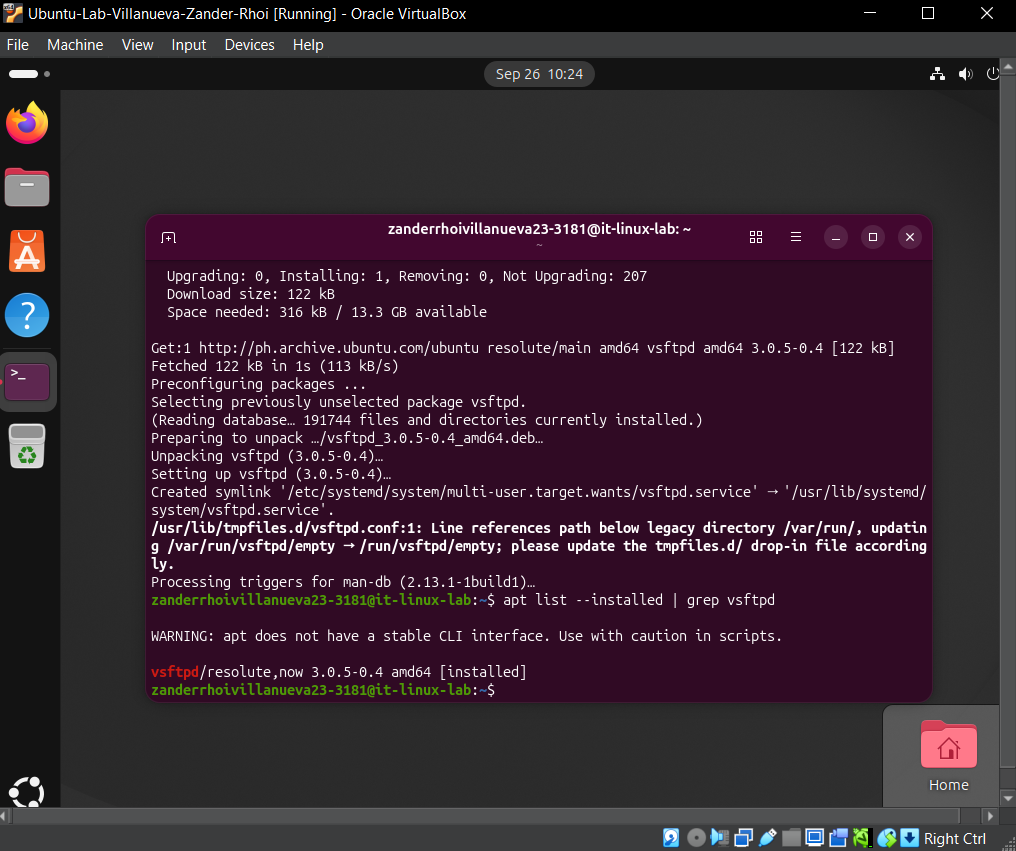 Ubuntu-Lab-Villanueva-Zander-Rhoi [Running] - Oracle VirtualBox
File Machine View Input Devices Help
Sep 26 10:24
zanderrhoivillanueva23-3181@it-linux-lab: ~
~
Upgrading: 0, Installing: 1, Removing: 0, Not Upgrading: 207
Download size: 122 kB
Space needed: 316 kB / 13.3 GB available
Get:1 http://ph.archive.ubuntu.com/ubuntu resolute/main amd64 vsftpd amd64 3.0.5-0.4 [122 kB]
Fetched 122 kB in 1s (113 kB/s)
Preconfiguring packages ...
Selecting previously unselected package vsftpd.
(Reading database… 191744 files and directories currently installed.)
Preparing to unpack …/vsftpd_3.0.5-0.4_amd64.deb…
Unpacking vsftpd (3.0.5-0.4)…
Setting up vsftpd (3.0.5-0.4)…
Created symlink '/etc/systemd/system/multi-user.target.wants/vsftpd.service' → '/usr/lib/systemd/
system/vsftpd.service'.
/usr/lib/tmpfiles.d/vsftpd.conf:1: Line references path below legacy directory /var/run/, updatin
g /var/run/vsftpd/empty → /run/vsftpd/empty; please update the tmpfiles.d/ drop-in file according
ly.
Processing triggers for man-db (2.13.1-1build1)…
zanderrhoivillanueva23-3181@it-linux-lab:~$ apt list --installed | grep vsftpd
WARNING: apt does not have a stable CLI interface. Use with caution in scripts.
vsftpd/resolute,now 3.0.5-0.4 amd64 [installed]
zanderrhoivillanueva23-3181@it-linux-lab:~$
Home
Right Ctrl